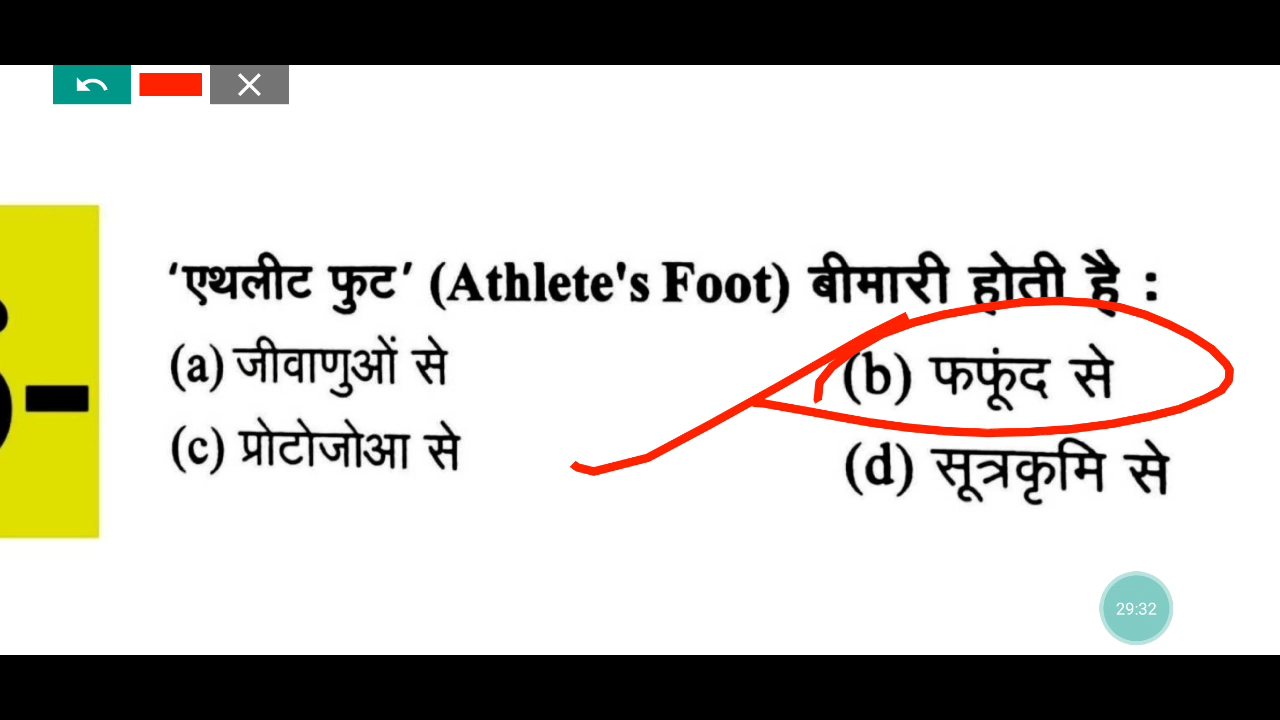 ‘एथलीट फुट’ (Athlete's Foot) बीमारी होती है :
(a) जीवाणुओं से (b) फफूंद से
(c) प्रोटोजोआ से (d) सूत्रकृमि से
29:32